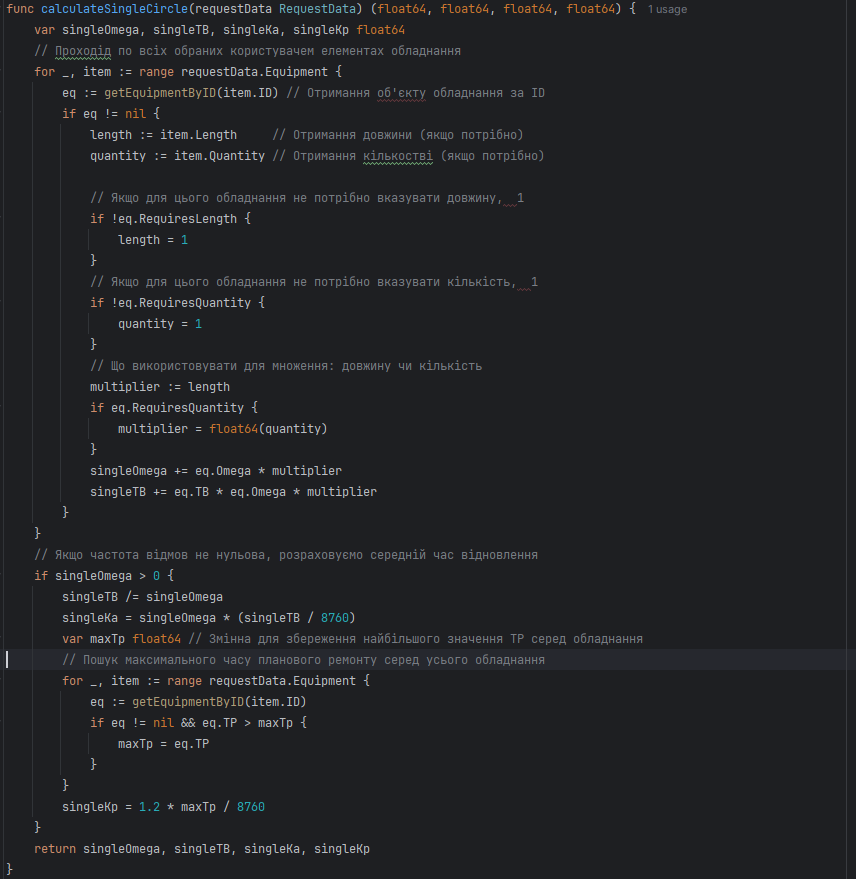 func calculateSingleCircle(requestData RequestData) (float64, float64, float64, float64) { 1 usage
    var singleOmega, singleTB, singleKa, singleKp float64
    // Проходід по всіх обраних користувачем елементах обладнання
    for _, item := range requestData.Equipment {
        eq := getEquipmentByID(item.ID) // Отримання об'єкту обладнання за ID
        if eq != nil {
            length := item.Length     // Отримання довжини (якщо потрібно)
            quantity := item.Quantity // Отримання кількостві (якщо потрібно)

            // Якщо для цього обладнання не потрібно вказувати довжину,  1
            if !eq.RequiresLength {
                length = 1
            }
            // Якщо для цього обладнання не потрібно вказувати кількість,  1
            if !eq.RequiresQuantity {
                quantity = 1
            }
            // Що використовувати для множення: довжину чи кількість
            multiplier := length
            if eq.RequiresQuantity {
                multiplier = float64(quantity)
            }
            singleOmega += eq.Omega * multiplier
            singleTB += eq.TB * eq.Omega * multiplier
        }
    }
    // Якщо частота відмов не нульова, розраховуємо середній час відновлення
    if singleOmega > 0 {
        singleTB /= singleOmega
        singleKa = singleOmega * (singleTB / 8760)
        var maxTp float64 // Змінна для збереження найбільшого значення TP серед обладнання
        // Пошук максимального часу планового ремонту серед усього обладнання
        for _, item := range requestData.Equipment {
            eq := getEquipmentByID(item.ID)
            if eq != nil && eq.TP > maxTp {
                maxTp = eq.TP
            }
        }
        singleKp = 1.2 * maxTp / 8760
    }
    return singleOmega, singleTB, singleKa, singleKp
}